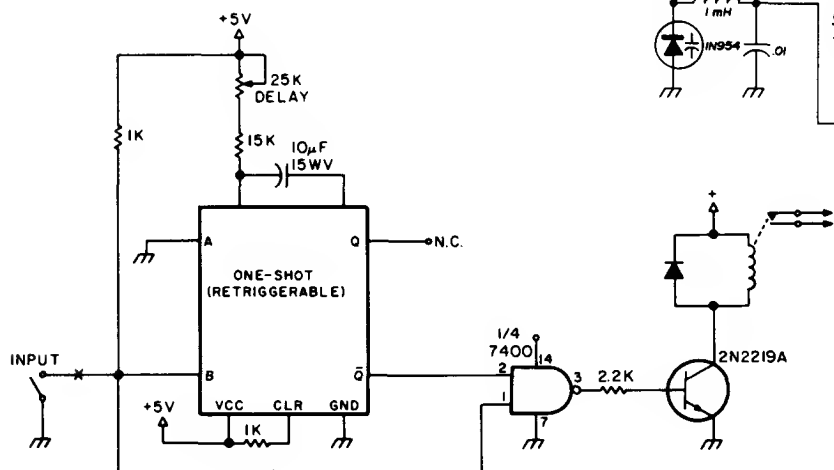 +5V
25K
DELAY
1K
15K
10µF
15WV
A
Q
N.C.
ONE-SHOT
(RETRIGGERABLE)
INPUT
B
Q̄
VCC
CLR
GND
+5V
1K
1/4
7400
14
2
1
3
7
2.2K
+
2N2219A
1mH
1N954
.01